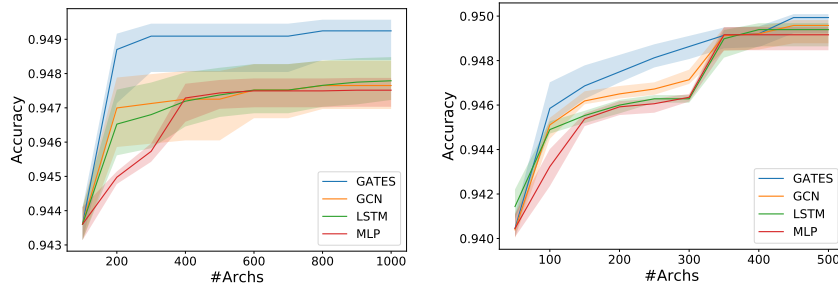 0.949
0.948
0.947
0.946
0.945
0.944
0.943
Accuracy
200 400 600 800 1000
#Archs
GATES
GCN
LSTM
MLP
0.950
0.948
0.946
0.944
0.942
0.940
Accuracy
100 200 300 400 500
#Archs
GATES
GCN
LSTM
MLP